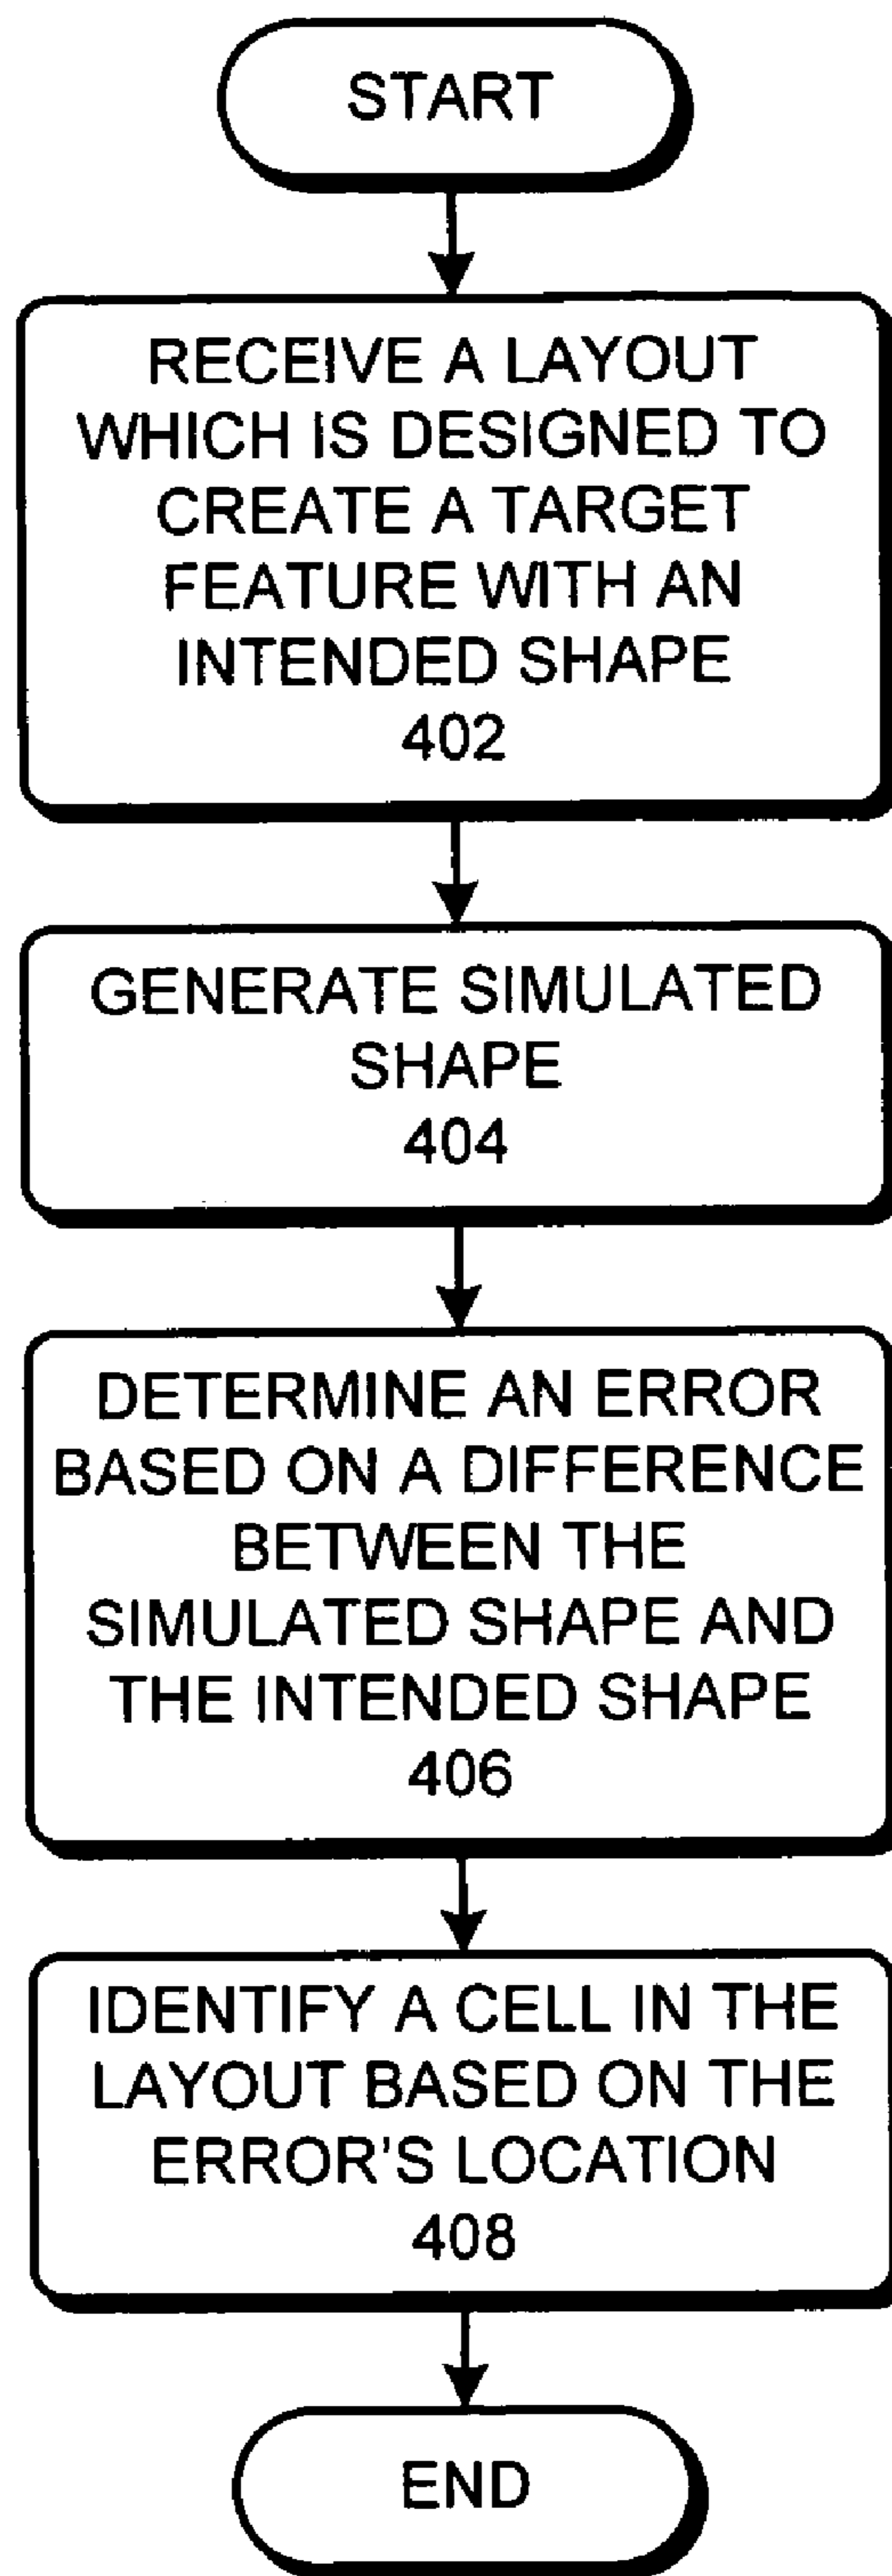 START
RECEIVE A LAYOUT
WHICH IS DESIGNED TO
CREATE A TARGET
FEATURE WITH AN
INTENDED SHAPE
402
GENERATE SIMULATED
SHAPE
404
DETERMINE AN ERROR
BASED ON A DIFFERENCE
BETWEEN THE
SIMULATED SHAPE AND
THE INTENDED SHAPE
406
IDENTIFY A CELL IN THE
LAYOUT BASED ON THE
ERROR'S LOCATION
408
END